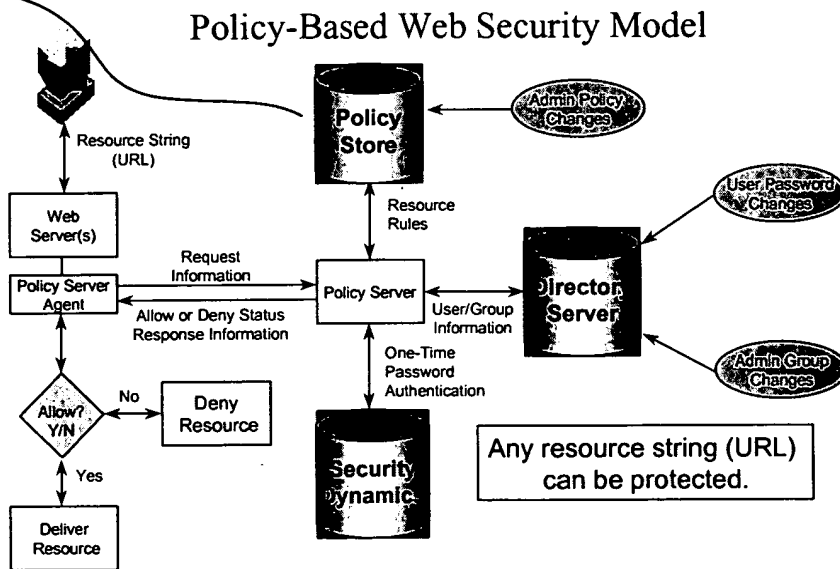 Policy-Based Web Security Model
Resource String
(URL)
Policy
Store
Admin Policy
Changes
User Password
Changes
Web
Server(s)
Resource
Rules
Request
Information
Policy Server
Agent
Policy Server
Allow or Deny Status
Response Information
User/Group
Information
Director
Server
One-Time
Password
Authentication
Admin Group
Changes
Allow?
Y/N
No
Deny
Resource
Yes
Security
Dynamic
Any resource string (URL)
can be protected.
Deliver
Resource